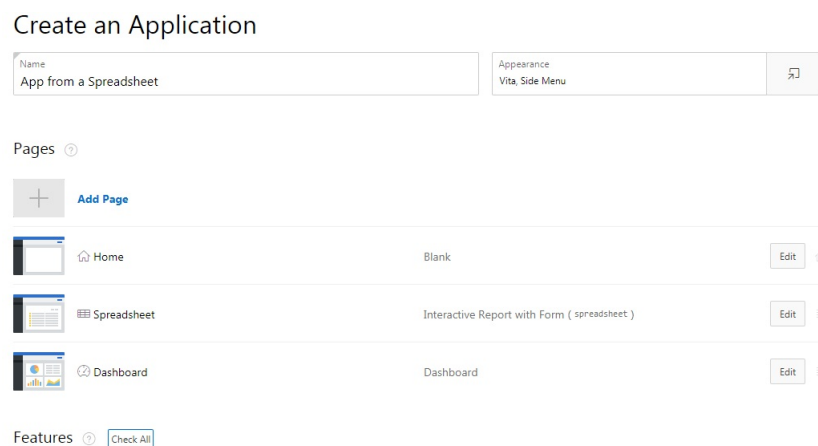 Create an Application
Name
App from a Spreadsheet
Appearance
Vita, Side Menu
Pages ?
Add Page
Home Blank Edit
Spreadsheet Interactive Report with Form ( spreadsheet ) Edit
Dashboard Dashboard Edit
Features ? Check All